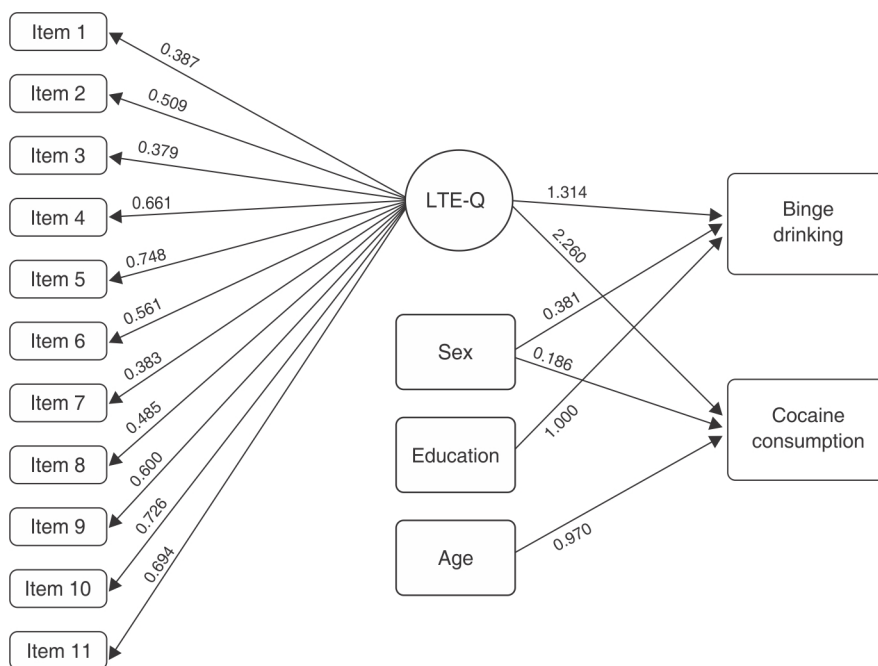 Item 1
0.387
Item 2
0.509
Item 3
0.379
Item 4
0.661
Item 5
0.748
Item 6
0.561
Item 7
0.383
Item 8
0.485
Item 9
0.600
Item 10
0.726
Item 11
0.694
LTE-Q
1.314
2.260
Sex
0.381
0.186
Education
1.000
Age
0.970
Binge
drinking
Cocaine
consumption